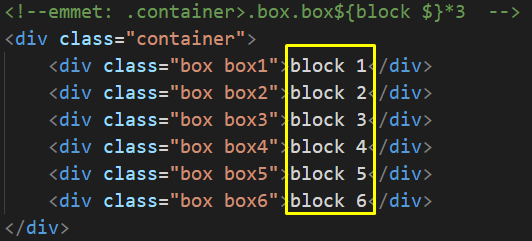 <!--emmet: .container>.box.box${block $}*3  -->
<div class="container">
    <div class="box box1">block 1</div>
    <div class="box box2">block 2</div>
    <div class="box box3">block 3</div>
    <div class="box box4">block 4</div>
    <div class="box box5">block 5</div>
    <div class="box box6">block 6</div>
</div>